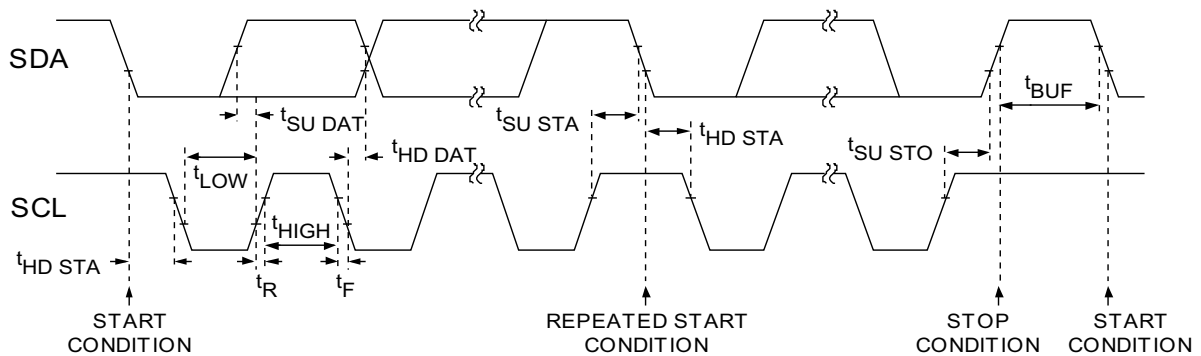 SDA
tSU DAT
tHD DAT
tSU STA
tHD STA
tBUF
tSU STO
tLOW
SCL
tHIGH
tHD STA
tR
tF
START
CONDITION
REPEATED START
CONDITION
STOP
CONDITION
START
CONDITION